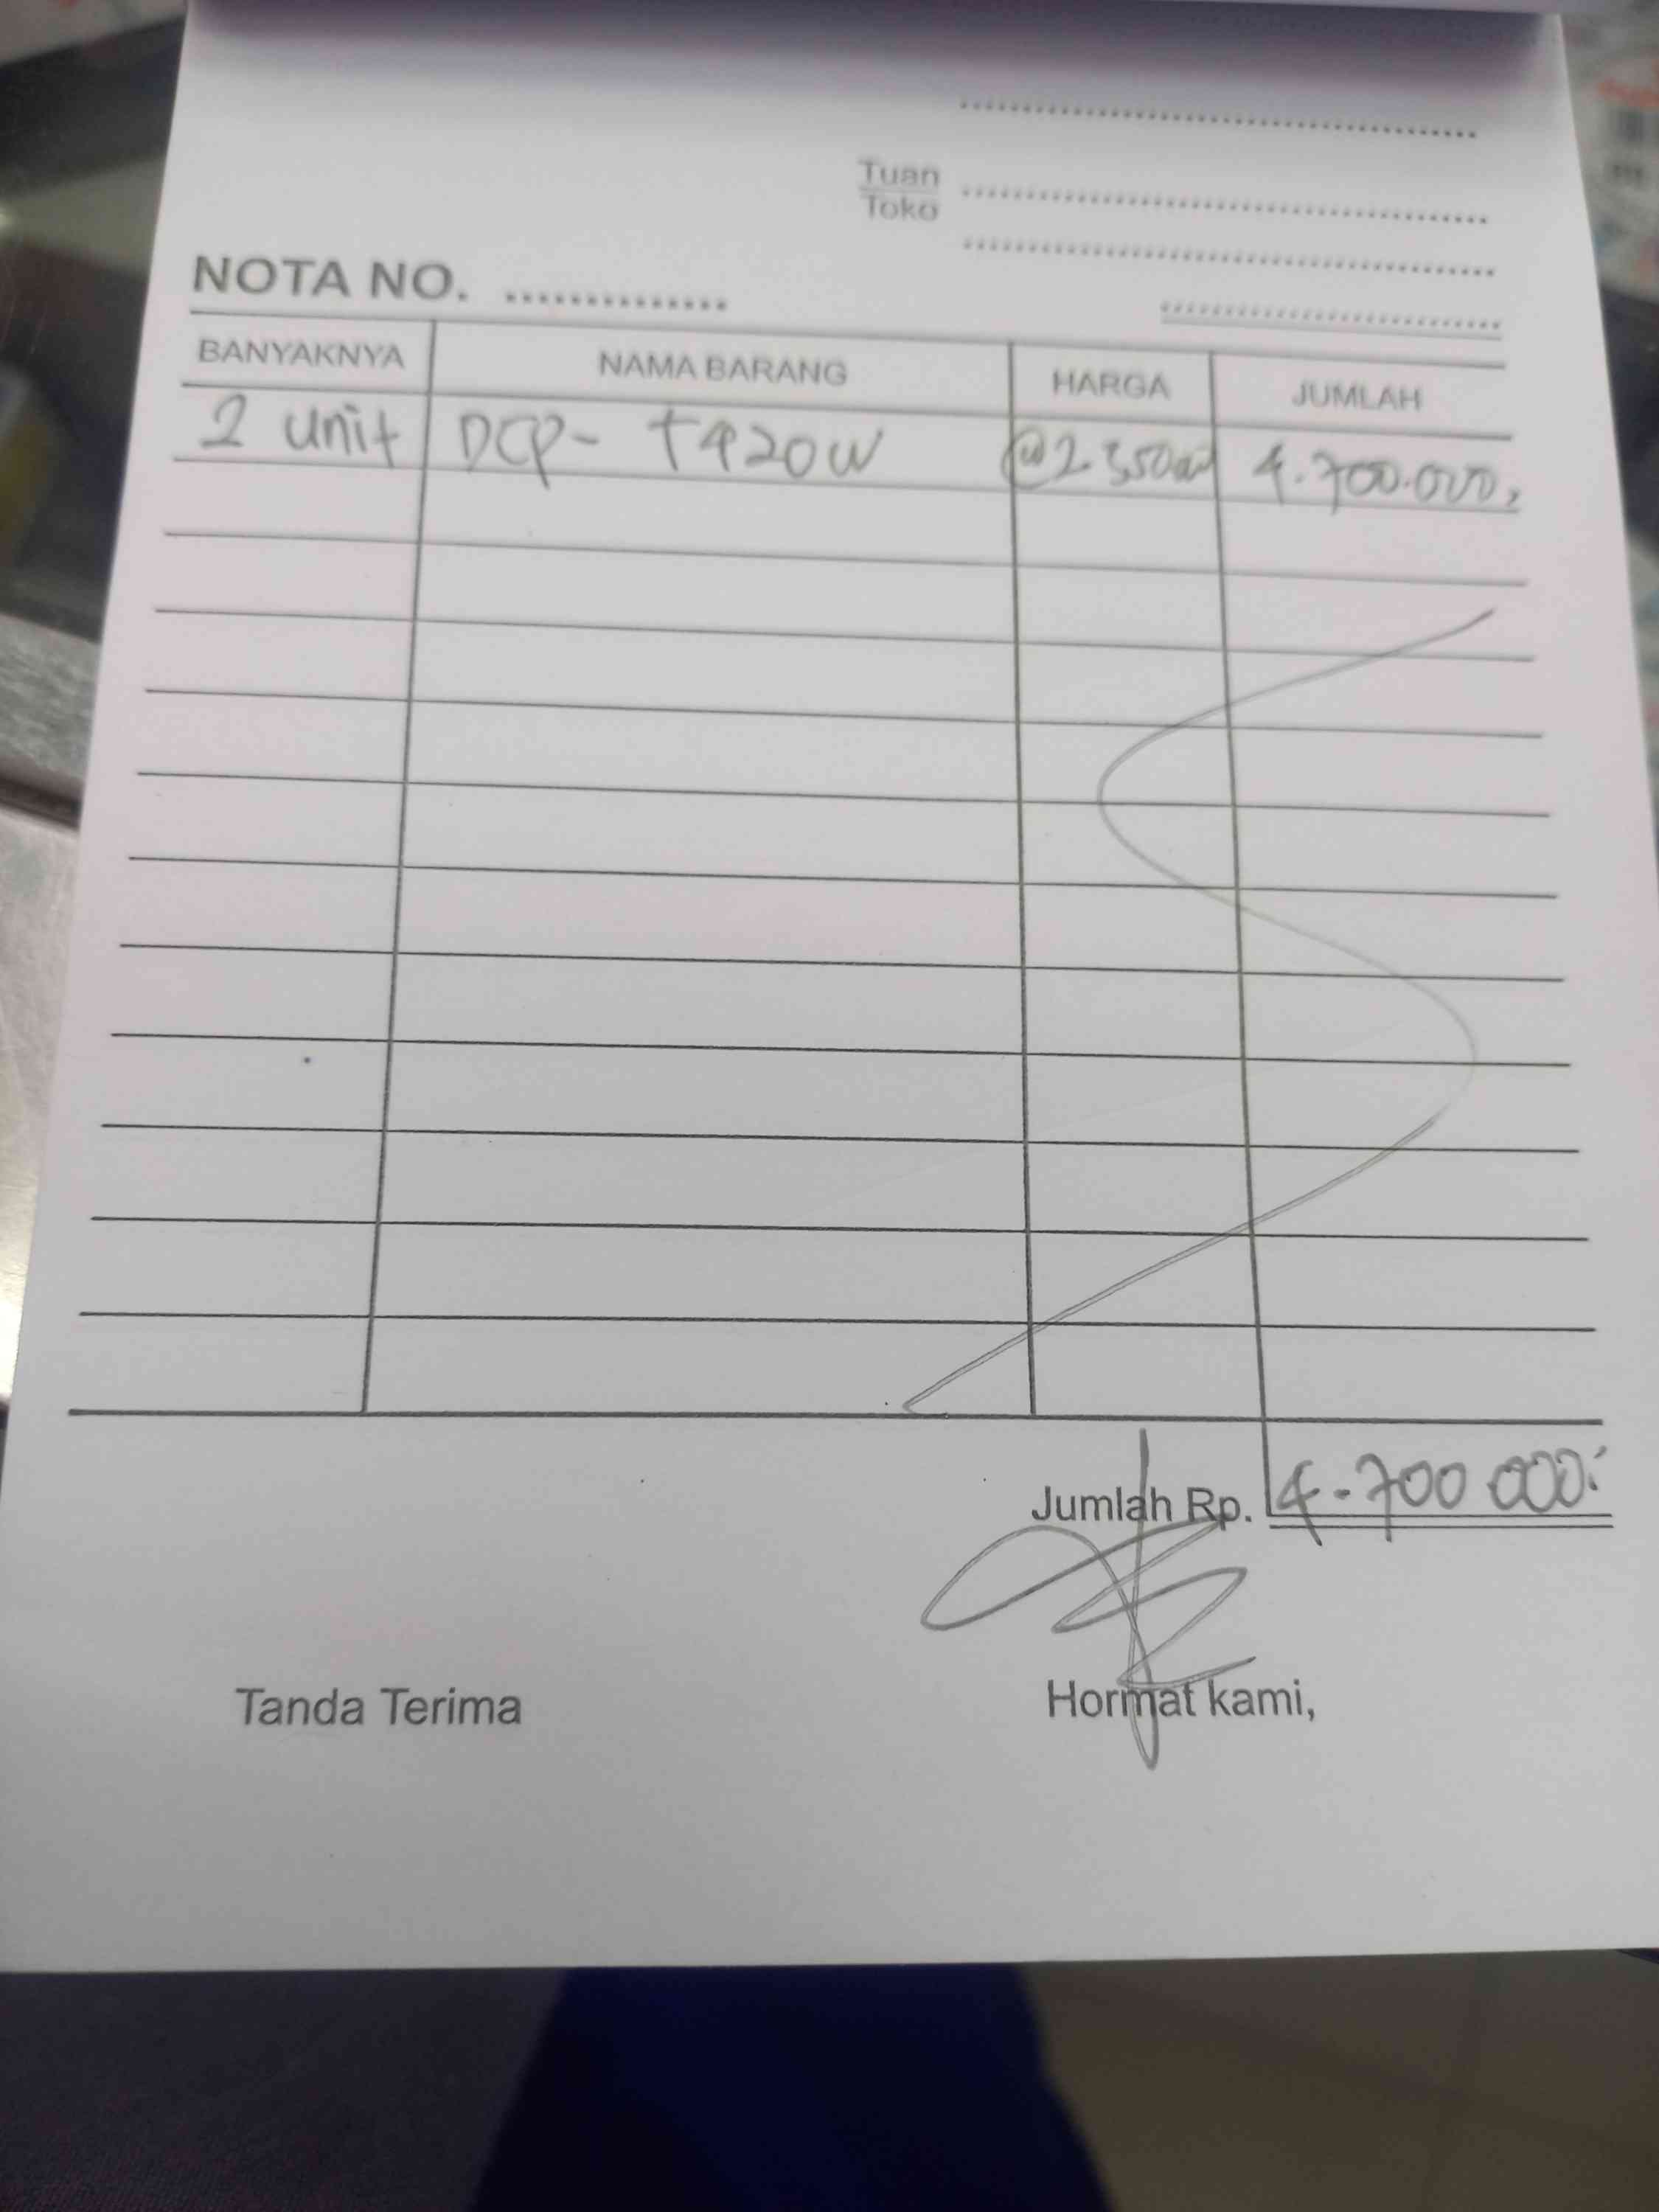 Tuan
Toko
NOTA NO.
BANYAKNYA NAMA BARANG HARGA JUMLAH
2 unit DCP- T420W @2.350.000 4.700.000,
Jumlah Rp. 4.700 000:
Tanda Terima Hormat kami,